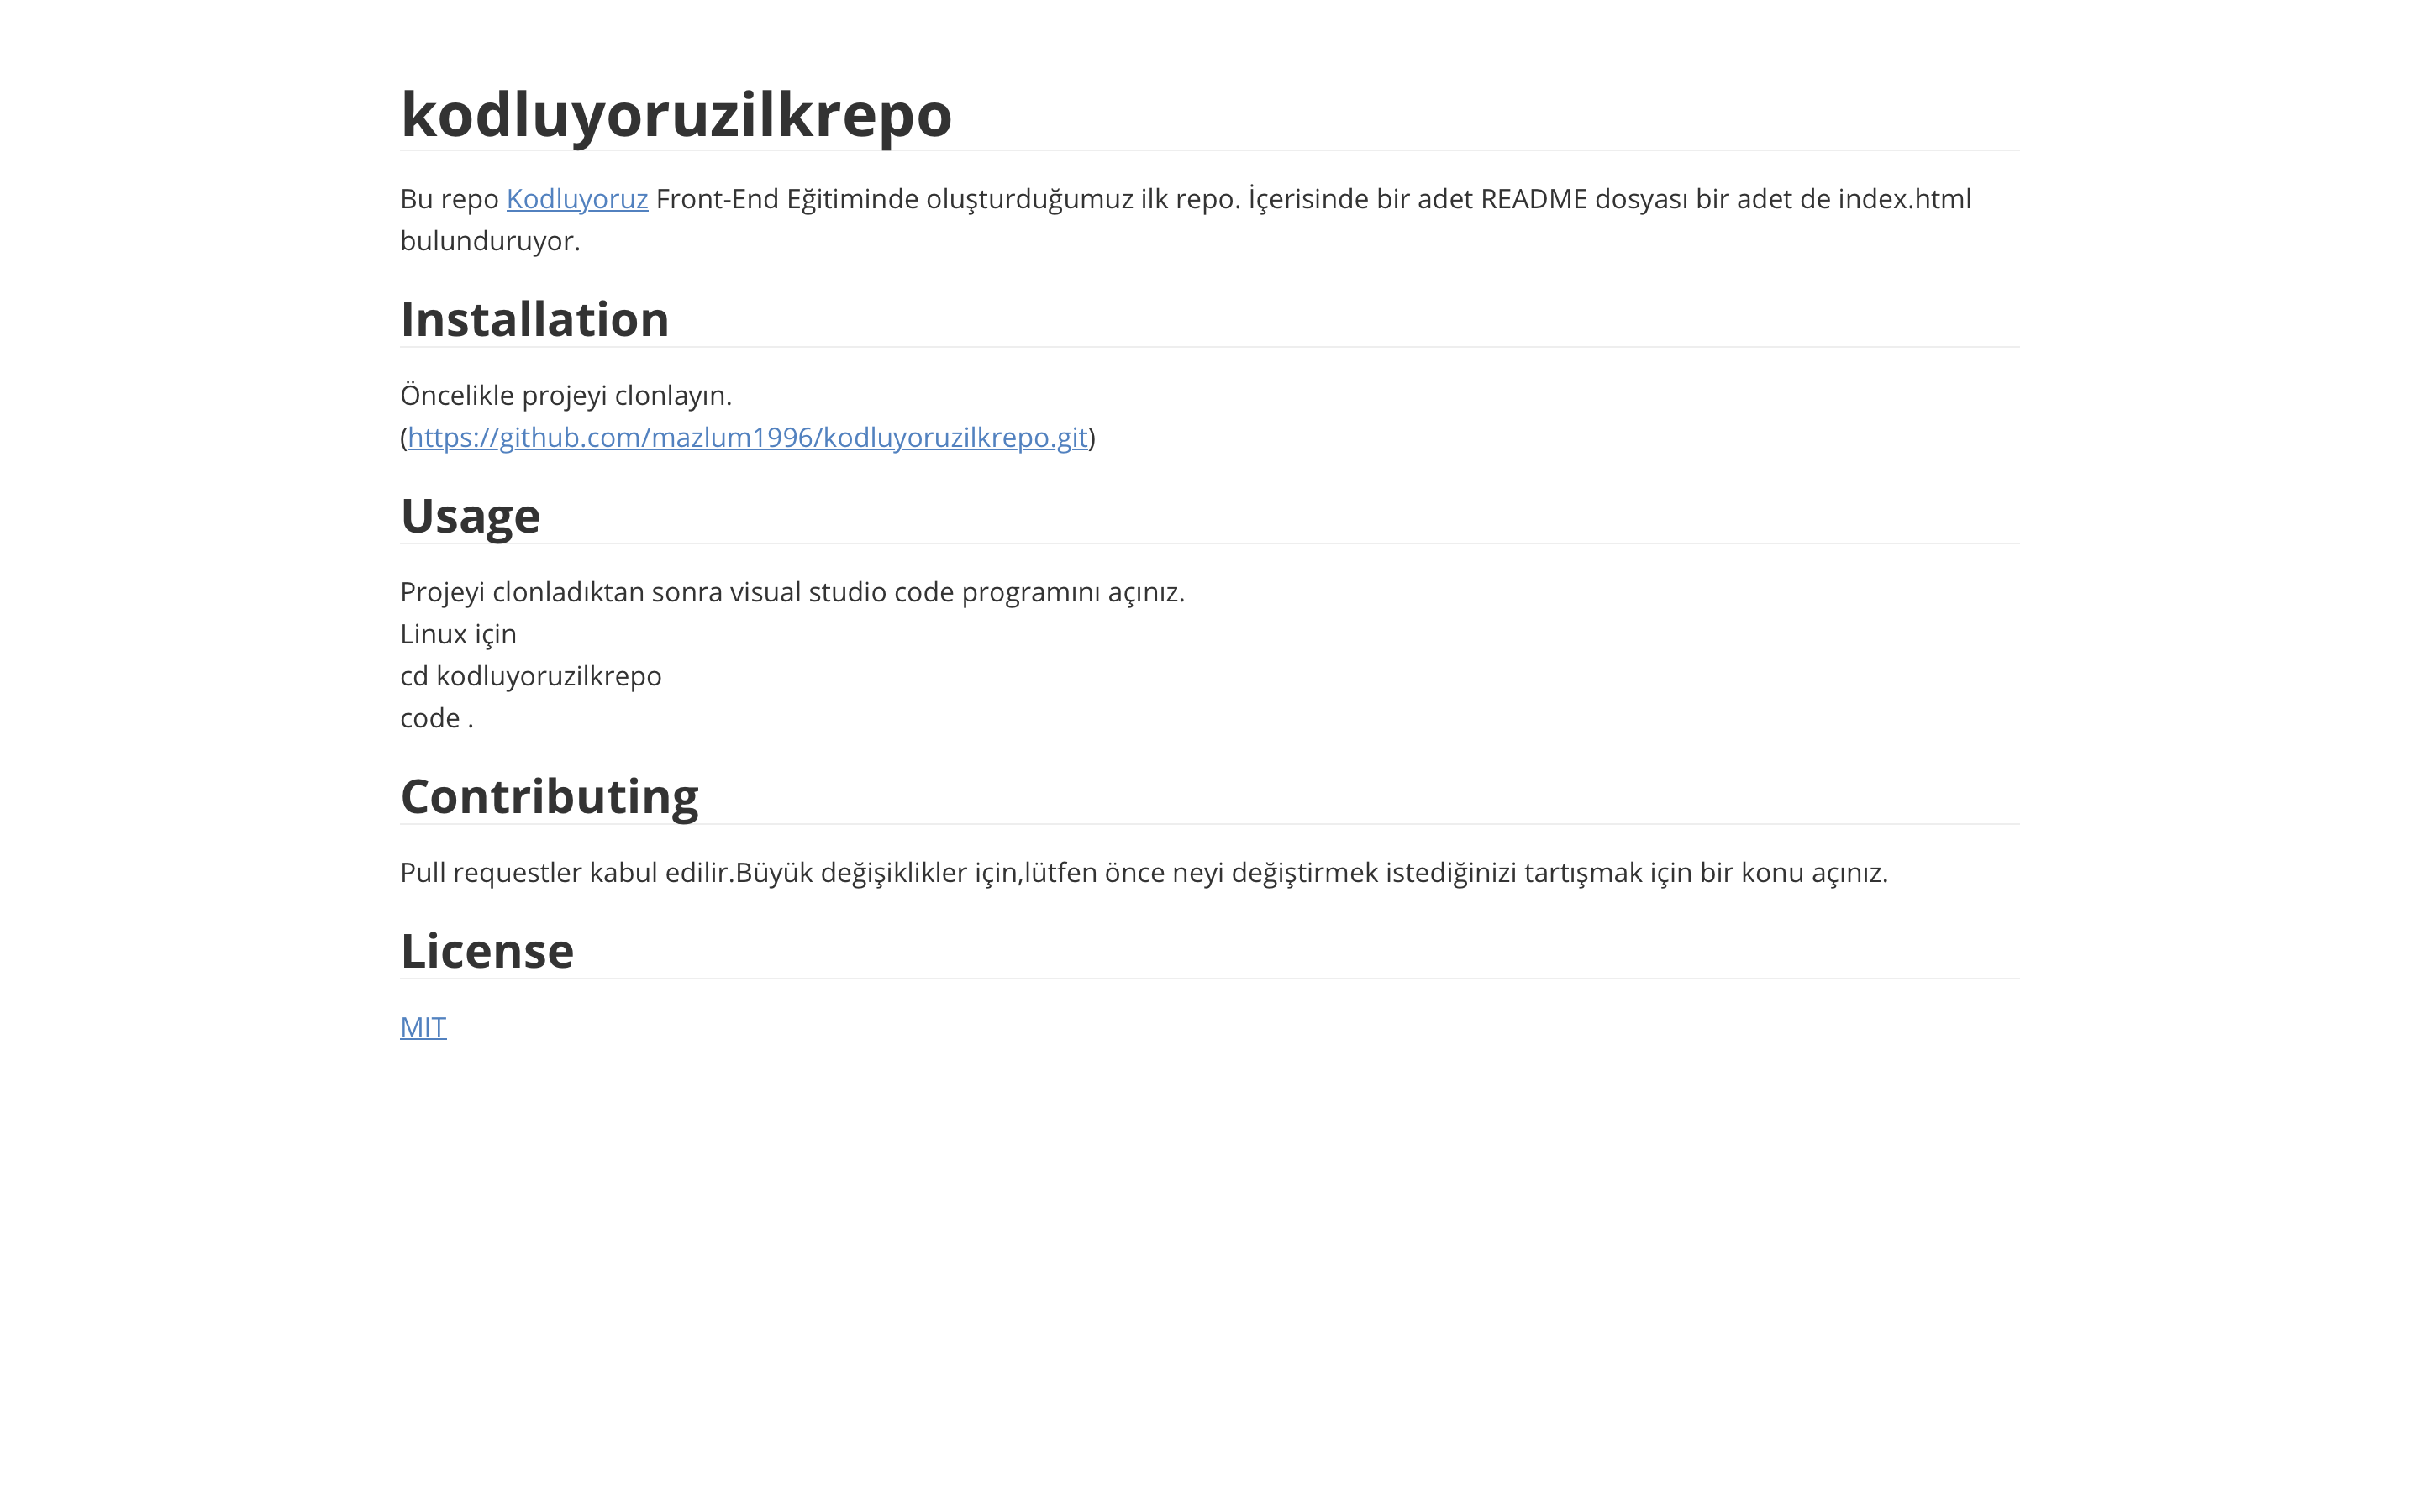 kodluyoruzilkrepo
Bu repo Kodluyoruz Front-End Eğitiminde oluşturduğumuz ilk repo. İçerisinde bir adet README dosyası bir adet de index.html
bulunduruyor.
Installation
Öncelikle projeyi clonlayın.
(https://github.com/mazlum1996/kodluyoruzilkrepo.git)
Usage
Projeyi clonladıktan sonra visual studio code programını açınız.
Linux için
cd kodluyoruzilkrepo
code .
Contributing
Pull requestler kabul edilir.Büyük değişiklikler için,lütfen önce neyi değiştirmek istediğinizi tartışmak için bir konu açınız.
License
MIT